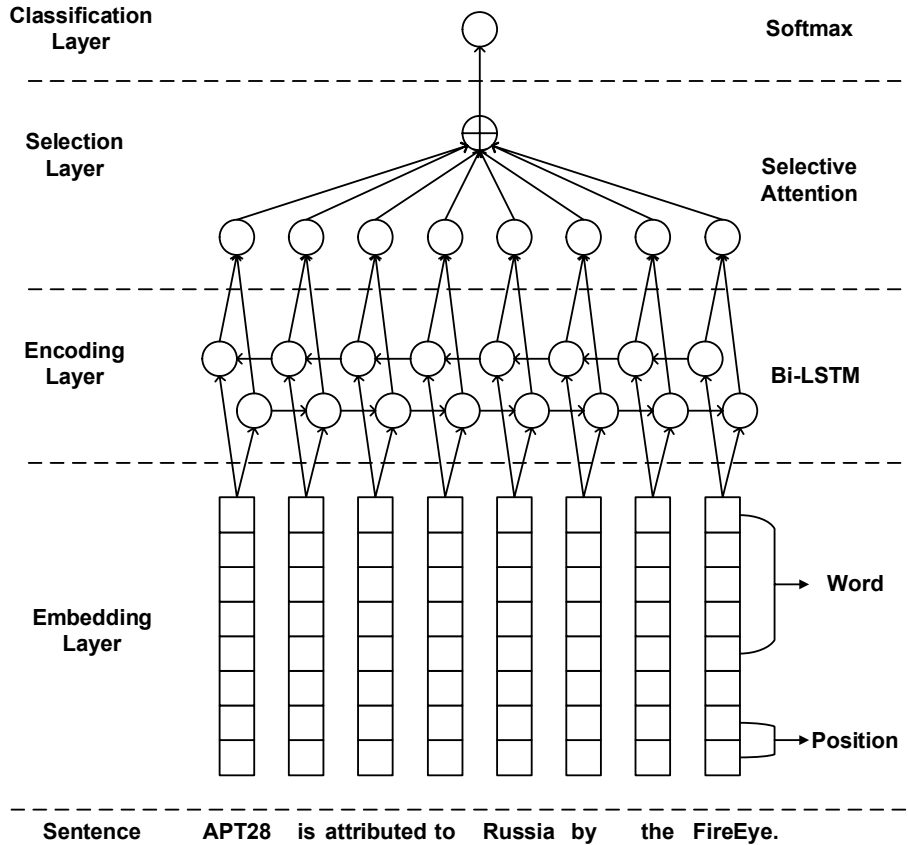 Classification
Layer
Softmax
Selection
Layer
Selective
Attention
Encoding
Layer
Bi-LSTM
Embedding
Layer
Word
Position
Sentence APT28 is attributed to Russia by the FireEye.